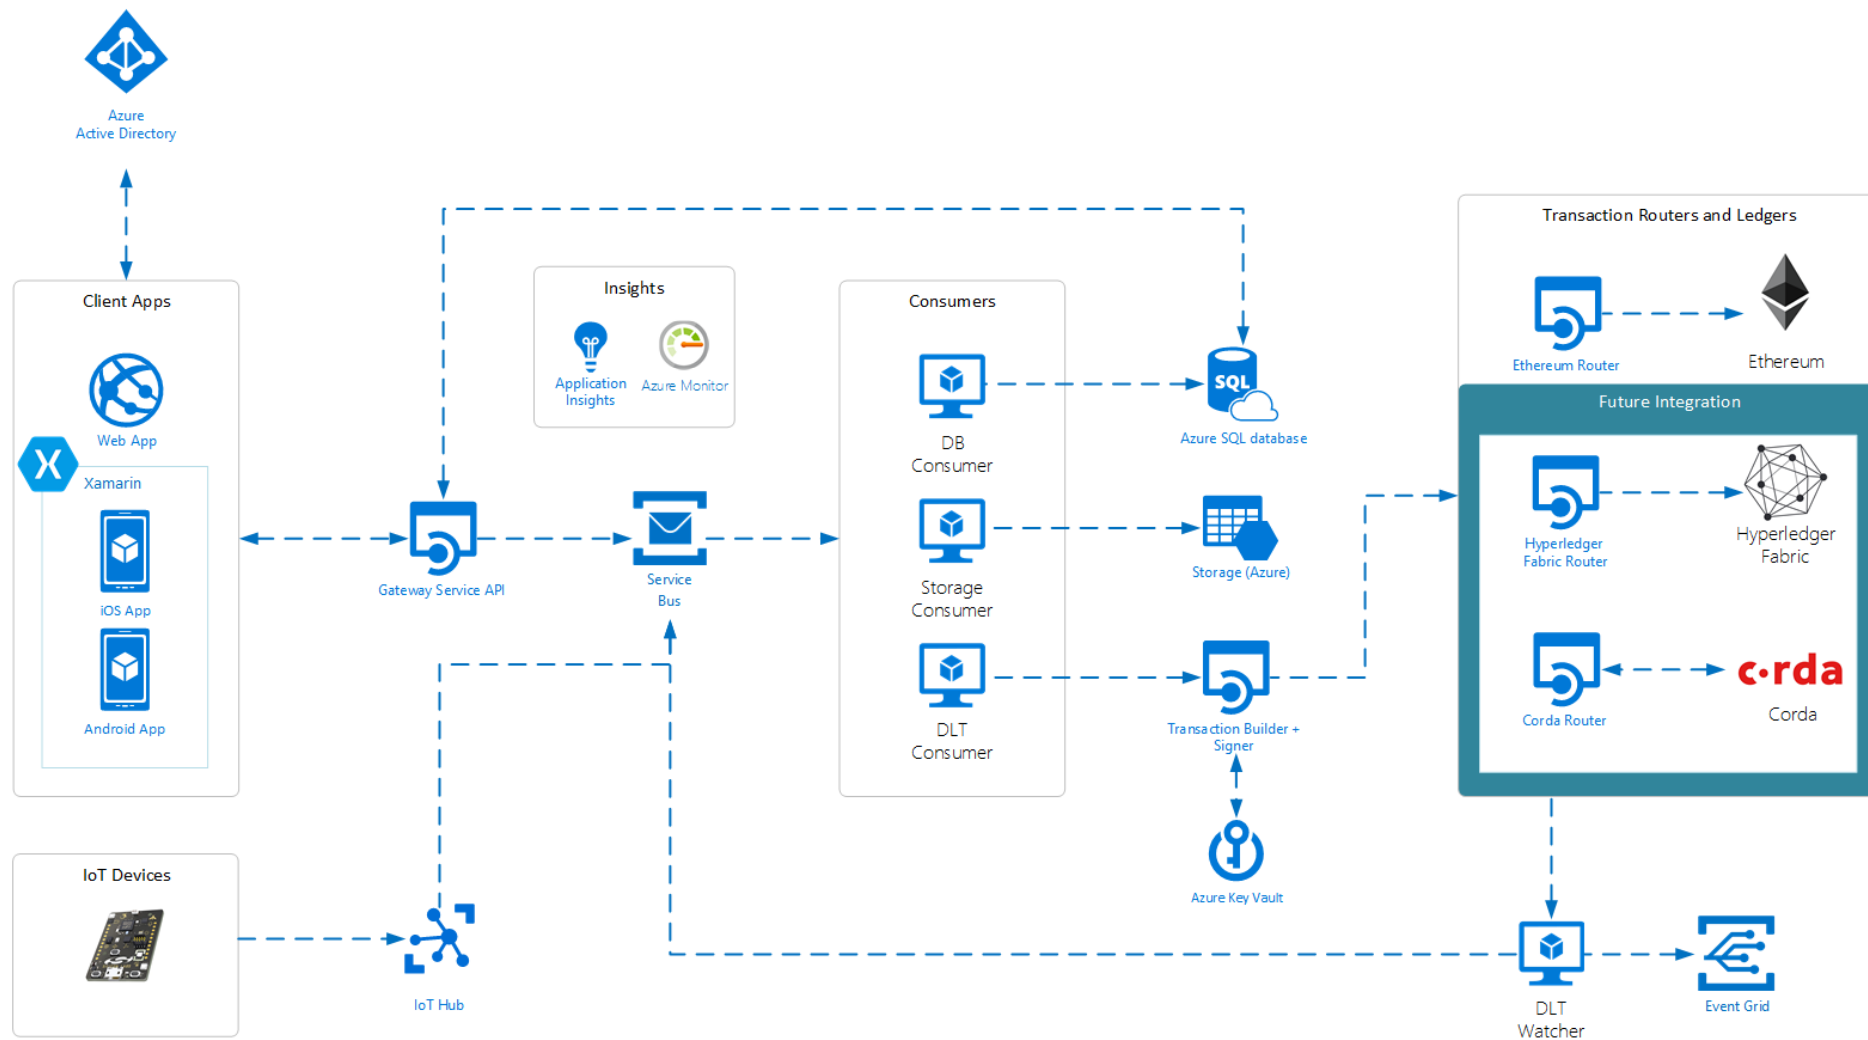 Azure
Active Directory
Client Apps
Web App
X
Xamarin
iOS App
Android App
IoT Devices
IoT Hub
Gateway Service API
Insights
Application
Insights
Azure Monitor
Service
Bus
Consumers
DB
Consumer
Storage
Consumer
DLT
Consumer
SQL
Azure SQL database
Storage (Azure)
Transaction Builder +
Signer
Azure Key Vault
Transaction Routers and Ledgers
Ethereum Router
Ethereum
Future Integration
Hyperledger
Fabric Router
Hyperledger
Fabric
Corda Router
c·rda
Corda
DLT
Watcher
Event Grid